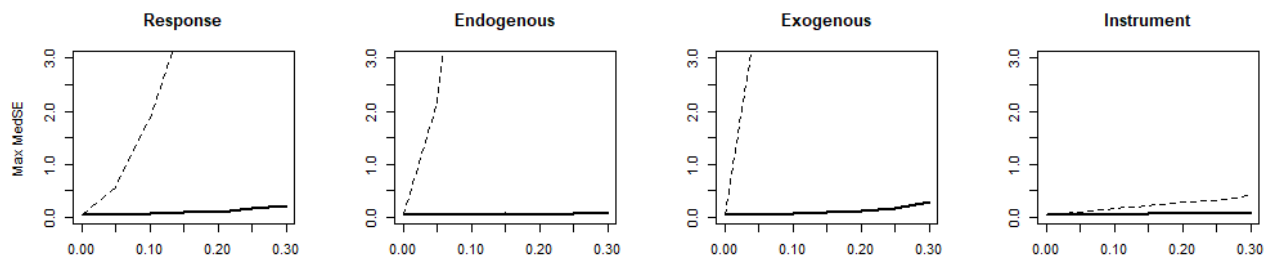 Response Endogenous Exogenous Instrument
Max MedSE
3.0 3.0 3.0 3.0
2.0 2.0 2.0 2.0
1.0 1.0 1.0 1.0
0.0 0.0 0.0 0.0
0.00 0.10 0.20 0.30 0.00 0.10 0.20 0.30 0.00 0.10 0.20 0.30 0.00 0.10 0.20 0.30